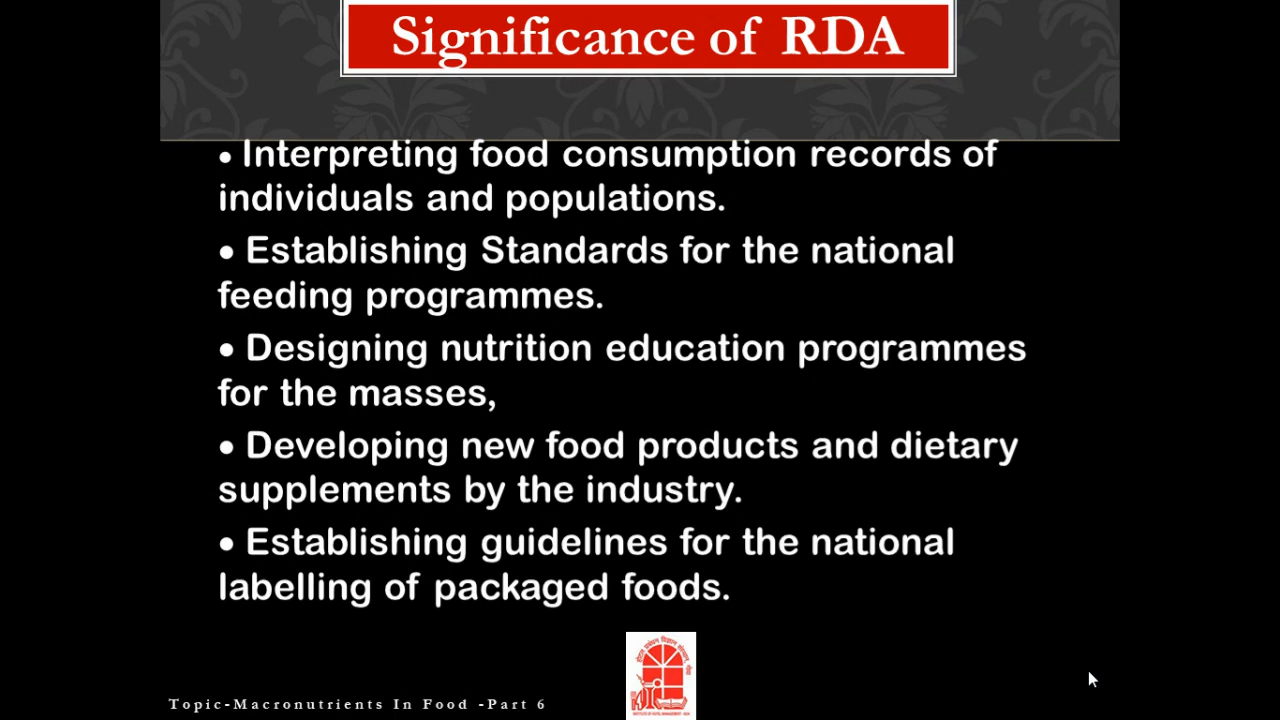 Significance of RDA
• Interpreting food consumption records of
individuals and populations.
• Establishing Standards for the national
feeding programmes.
• Designing nutrition education programmes
for the masses,
• Developing new food products and dietary
supplements by the industry.
• Establishing guidelines for the national
labelling of packaged foods.
Topic-Macronutrients In Food -Part 6